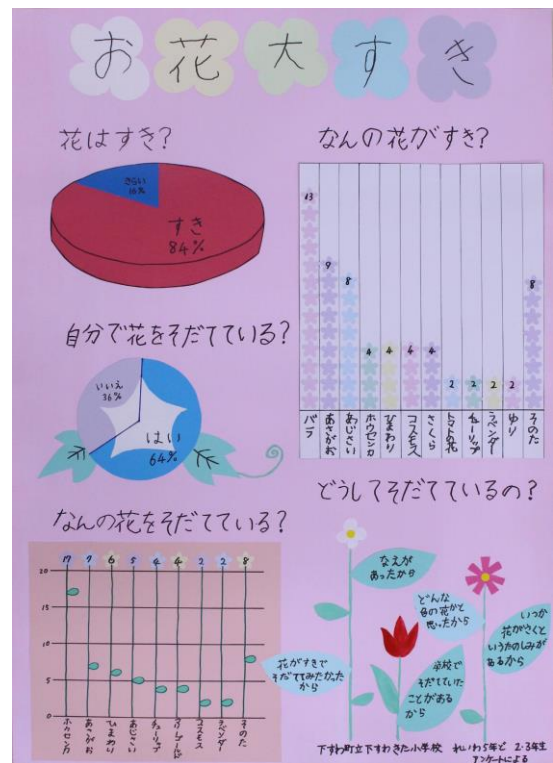 お花大すき
花はすき?
きらい
16%
すき
84%
なんの花がすき?
13
9
8
4
4
4
4
2
2
2
2
8
バラ
あさがお
あじさい
ホウセンカ
ひまわり
コスモス
さくら
トマトの花
チューリップ
ラベンダー
ゆり
そのた
自分で花をそだてている?
いいえ
36%
はい
64%
なんの花をそだてている?
17
7
6
5
4
4
2
2
8
20
15
10
5
0
ホウセンカ
あさがお
ひまわり
あじさい
チューリップ
マリーゴールド
コスモス
ラベンダー
そのた
どうしてそだてているの?
なえが
あったから
どんな
色の花かと
思ったから
いつか
花がさくと
いうたのしみが
あるから
花がすきで
そだててみたかった
から
学校で
そだてていた
ことがある
から
下すわ町立下すわきた小学校 れいわ5年ど 2・3年生
アンケートによる